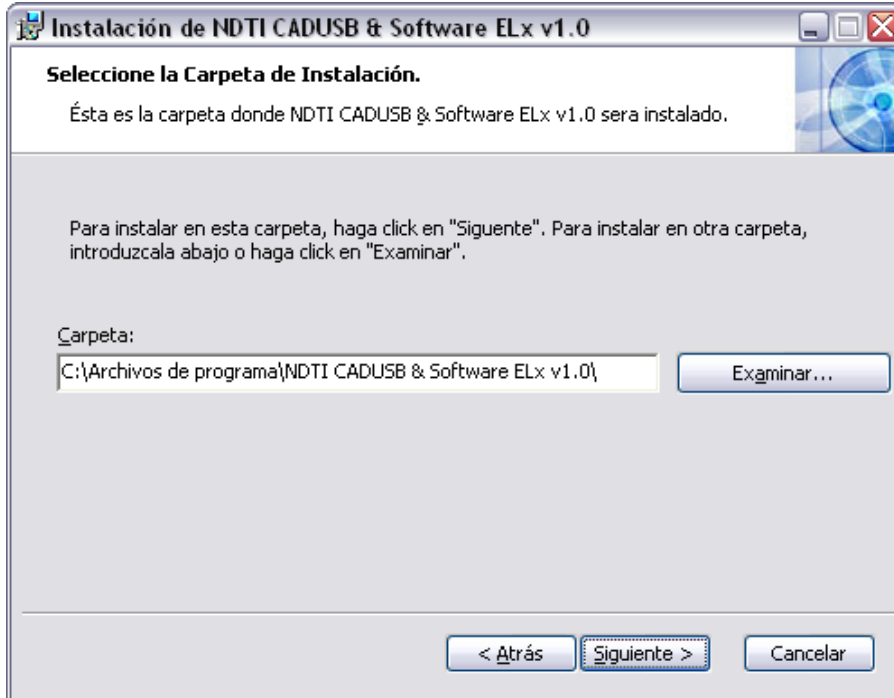 Instalación de NDTI CADUSB & Software ELx v1.0
Seleccione la Carpeta de Instalación.
Ésta es la carpeta donde NDTI CADUSB & Software ELx v1.0 sera instalado.
Para instalar en esta carpeta, haga click en "Siguente". Para instalar en otra carpeta,
introduzcala abajo o haga click en "Examinar".
Carpeta:
C:\Archivos de programa\NDTI CADUSB & Software ELx v1.0\
Examinar...
< Atrás
Siguiente >
Cancelar